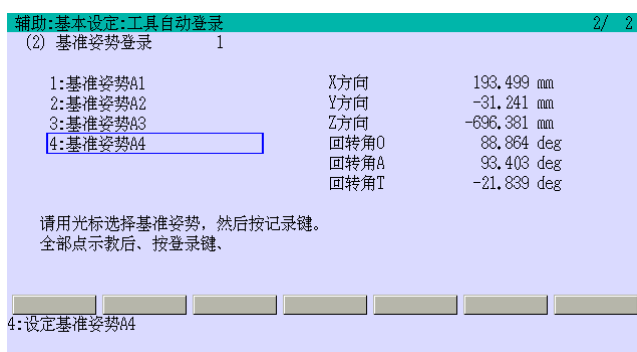 辅助:基本设定:工具自动登录 2/ 2
(2) 基准姿势登录 1
1:基准姿势A1 X方向 193.499 mm
2:基准姿势A2 Y方向 -31.241 mm
3:基准姿势A3 Z方向 -696.381 mm
4:基准姿势A4 回转角O 88.864 deg
回转角A 93.403 deg
回转角T -21.839 deg
请用光标选择基准姿势，然后按记录键。
全部点示教后、按登录键、
4:设定基准姿势A4